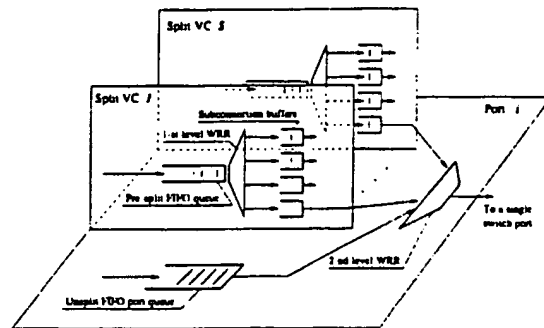 Split VC S
Split VC 1
Subconnection buffers
1-st level WRR
Port i
Pre split FIFO queue
To a single
switch port
2 nd level WRR
Unsplit FIFO port queue